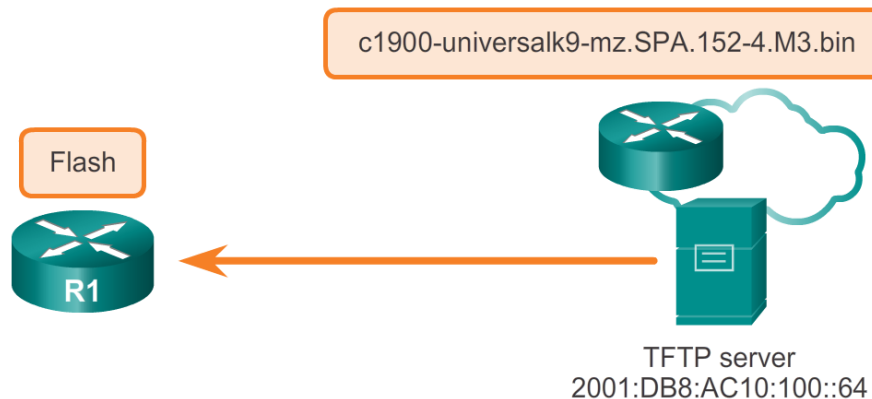 c1900-universalk9-mz.SPA.152-4.M3.bin
Flash
R1
TFTP server
2001:DB8:AC10:100::64